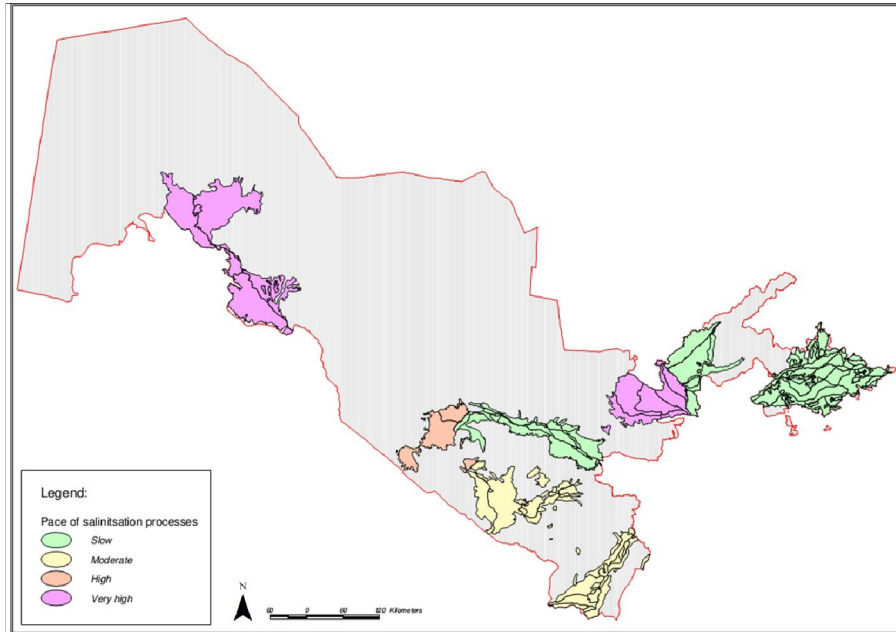 Legend:
Pace of salinitsation processes
Slow
Moderate
High
Very high
N
60 0 60 120 Kilometers